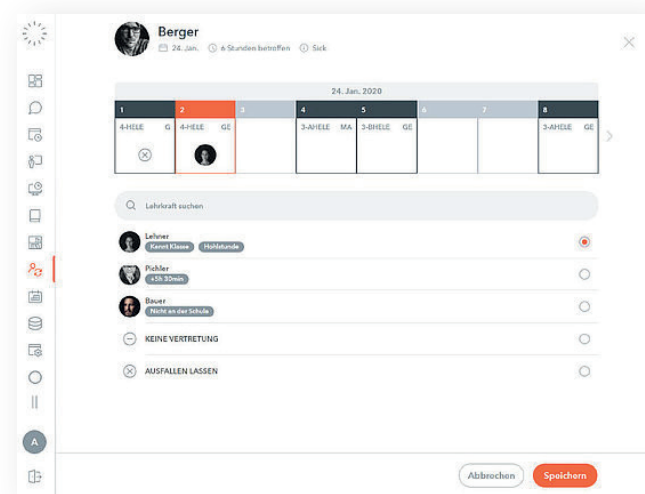 Berger
24. Jan. 6 Stunden betroffen Sick
24. Jan. 2020
1 2 3 4 5 6 7 8
4-HELE G 4-HELE GE 3-AHELE MA 3-BHELE GE 3-AHELE GE
Lehrkraft suchen
Lehner
Kennt Klasse Hohlstunde
Pichler
+5h 30min
Bauer
Nicht an der Schule
KEINE VERTRETUNG
AUSFALLEN LASSEN
A
Abbrechen Speichern